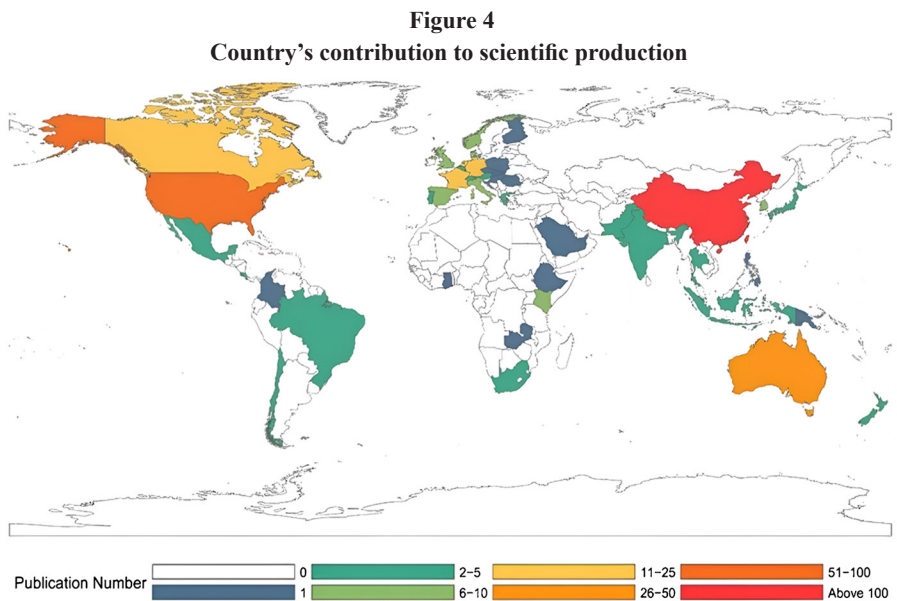 Figure 4
Country’s contribution to scientific production
Publication Number
0 2-5 11-25 51-100
1 6-10 26-50 Above 100